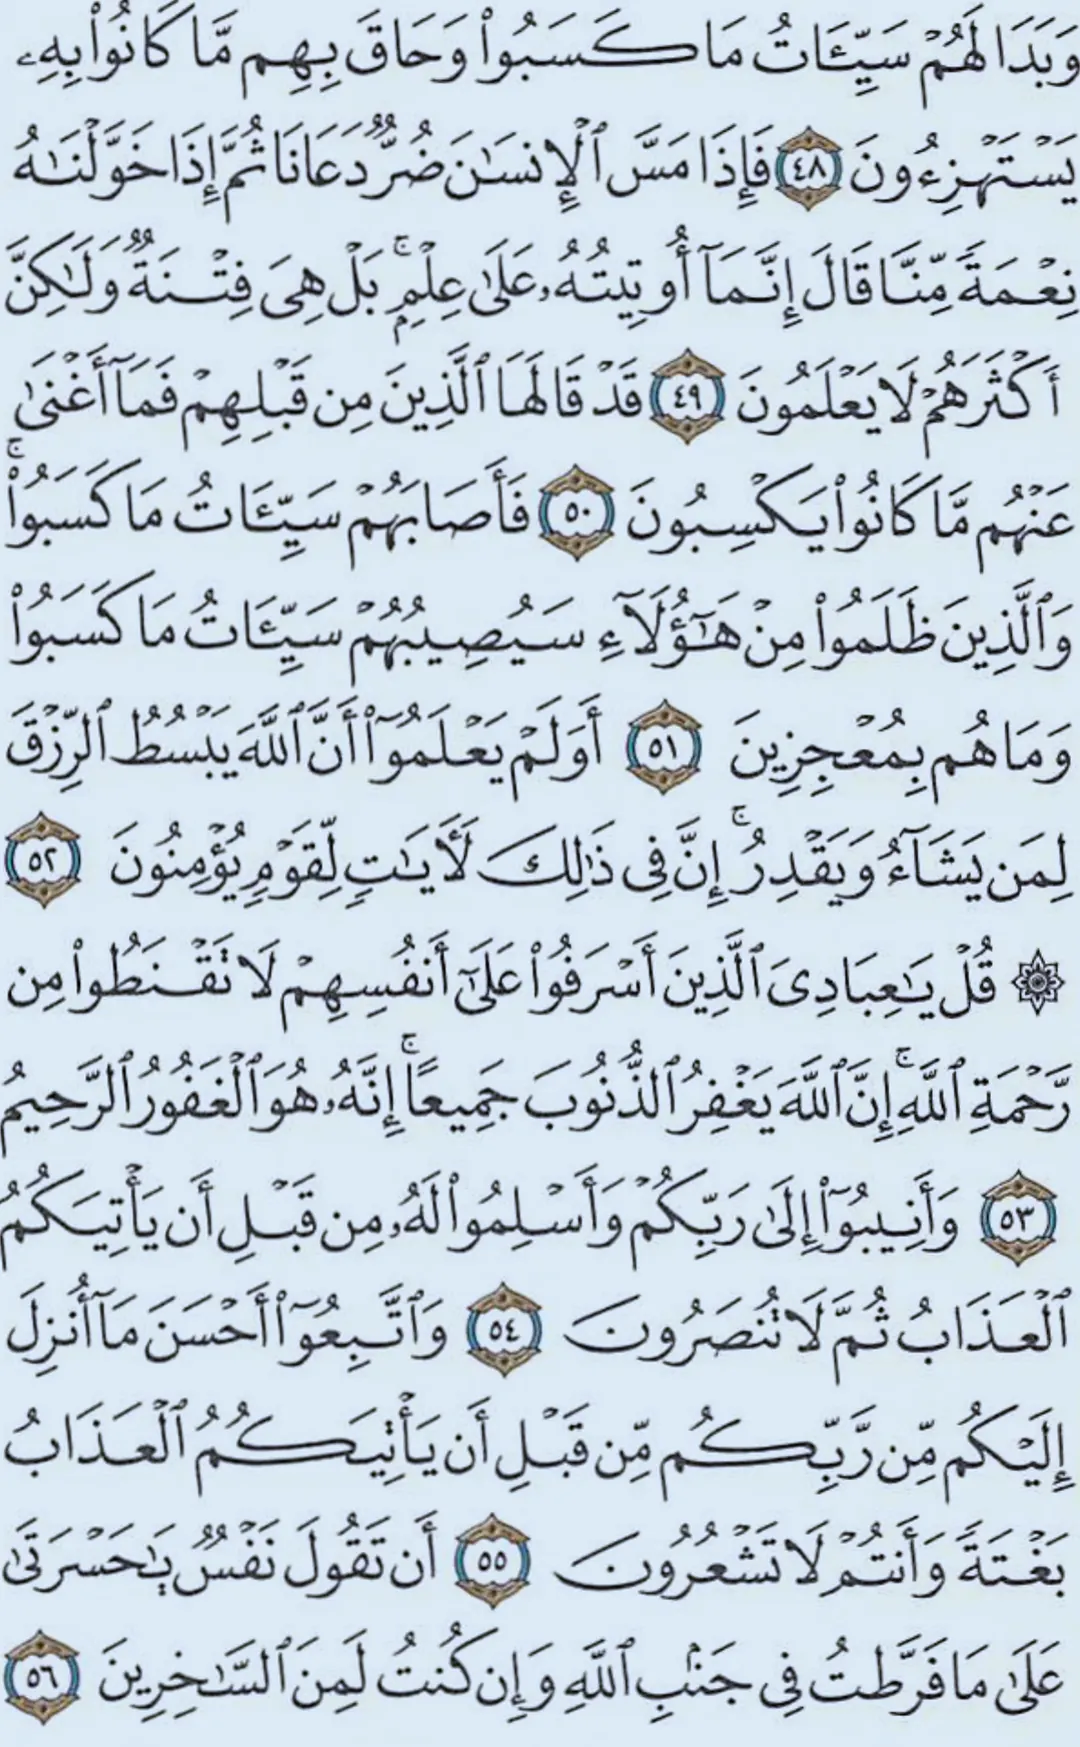 وَبَدَا لَهُمْ سَيِّـَٔاتُ مَا كَسَبُوا۟ وَحَاقَ بِهِم مَّا كَانُوا۟ بِهِۦ
يَسْتَهْزِءُونَ ٤٨ فَإِذَا مَسَّ ٱلْإِنسَـٰنَ ضُرٌّ دَعَانَا ثُمَّ إِذَا خَوَّلْنَـٰهُ
نِعْمَةً مِّنَّا قَالَ إِنَّمَآ أُوتِيتُهُۥ عَلَىٰ عِلْمٍۭ ۚ بَلْ هِىَ فِتْنَةٌ وَلَـٰكِنَّ
أَكْثَرَهُمْ لَا يَعْلَمُونَ ٤٩ قَدْ قَالَهَا ٱلَّذِينَ مِن قَبْلِهِمْ فَمَآ أَغْنَىٰ
عَنْهُم مَّا كَانُوا۟ يَكْسِبُونَ ٥٠ فَأَصَابَهُمْ سَيِّـَٔاتُ مَا كَسَبُوا۟ ۚ
وَٱلَّذِينَ ظَلَمُوا۟ مِنْ هَـٰٓؤُلَآءِ سَيُصِيبُهُمْ سَيِّـَٔاتُ مَا كَسَبُوا۟
وَمَا هُم بِمُعْجِزِينَ ٥١ أَوَلَمْ يَعْلَمُوٓا۟ أَنَّ ٱللَّهَ يَبْسُطُ ٱلرِّزْقَ
لِمَن يَشَآءُ وَيَقْدِرُ ۚ إِنَّ فِى ذَٰلِكَ لَـَٔايَـٰتٍ لِّقَوْمٍ يُؤْمِنُونَ ٥٢
۞ قُلْ يَـٰعِبَادِىَ ٱلَّذِينَ أَسْرَفُوا۟ عَلَىٰٓ أَنفُسِهِمْ لَا تَقْنَطُوا۟ مِن
رَّحْمَةِ ٱللَّهِ ۚ إِنَّ ٱللَّهَ يَغْفِرُ ٱلذُّنُوبَ جَمِيعًا ۚ إِنَّهُۥ هُوَ ٱلْغَفُورُ ٱلرَّحِيمُ
٥٣ وَأَنِيبُوٓا۟ إِلَىٰ رَبِّكُمْ وَأَسْلِمُوا۟ لَهُۥ مِن قَبْلِ أَن يَأْتِيَكُمُ
ٱلْعَذَابُ ثُمَّ لَا تُنصَرُونَ ٥٤ وَٱتَّبِعُوٓا۟ أَحْسَنَ مَآ أُنزِلَ
إِلَيْكُم مِّن رَّبِّكُم مِّن قَبْلِ أَن يَأْتِيَكُمُ ٱلْعَذَابُ
بَغْتَةً وَأَنتُمْ لَا تَشْعُرُونَ ٥٥ أَن تَقُولَ نَفْسٌ يَـٰحَسْرَتَىٰ
عَلَىٰ مَا فَرَّطتُ فِى جَنۢبِ ٱللَّهِ وَإِن كُنتُ لَمِنَ ٱلسَّـٰخِرِينَ ٥٦